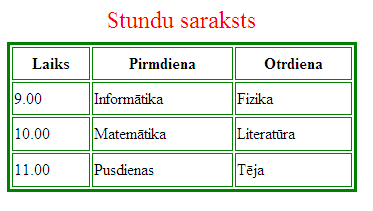 Stundu saraksts
Laiks Pirmdiena Otrdiena
9.00 Informātika Fizika
10.00 Matemātika Literatūra
11.00 Pusdienas Tēja